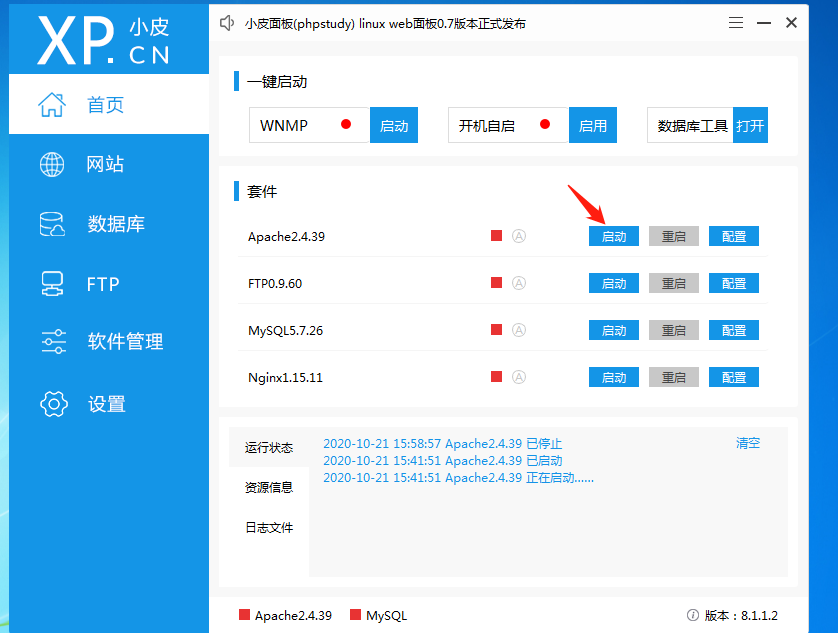 XP.CN 小皮
小皮面板(phpstudy) linux web面板0.7版本正式发布
首页
网站
数据库
FTP
软件管理
设置
一键启动
WNMP 启动 开机自启 启用 数据库工具 打开
套件
Apache2.4.39 A 启动 重启 配置
FTP0.9.60 A 启动 重启 配置
MySQL5.7.26 A 启动 重启 配置
Nginx1.15.11 A 启动 重启 配置
运行状态
资源信息
日志文件
2020-10-21 15:58:57 Apache2.4.39 已停止
2020-10-21 15:41:51 Apache2.4.39 已启动
2020-10-21 15:41:51 Apache2.4.39 正在启动......
清空
Apache2.4.39 MySQL 版本：8.1.1.2